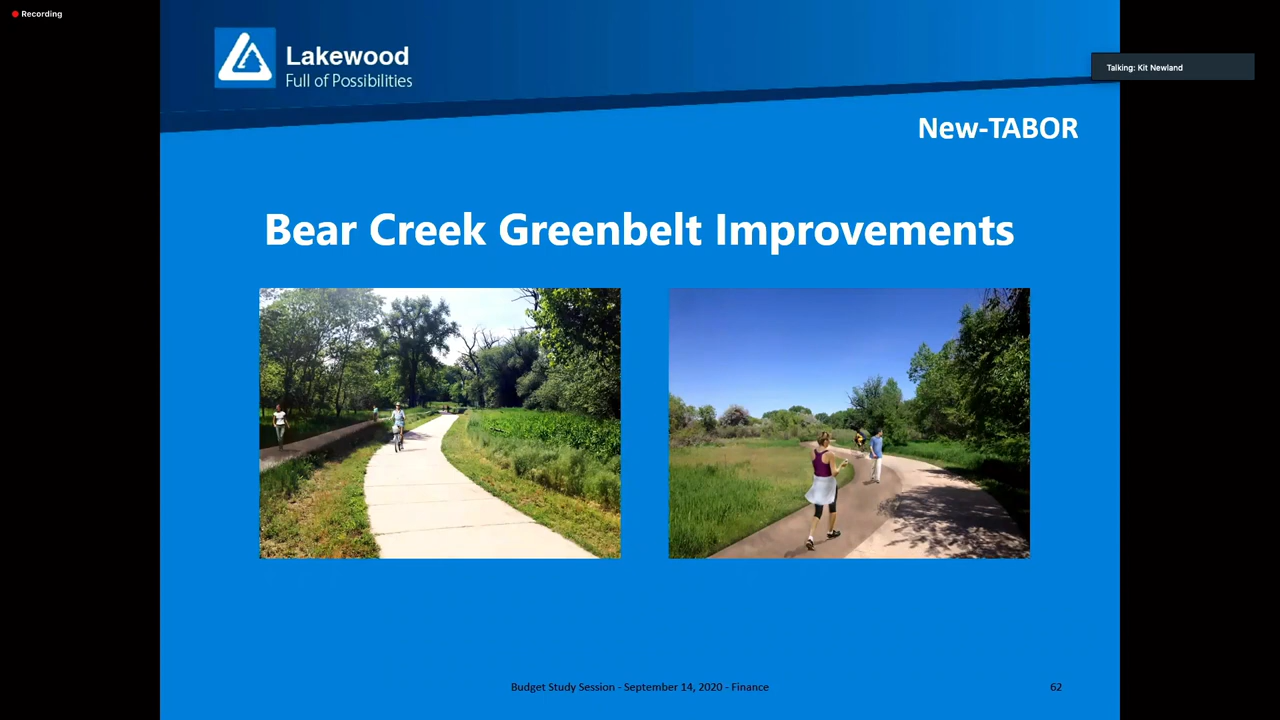 Recording
Lakewood
Full of Possibilities
Talking: Kit Newland
New-TABOR
Bear Creek Greenbelt Improvements
Budget Study Session - September 14, 2020 - Finance
62